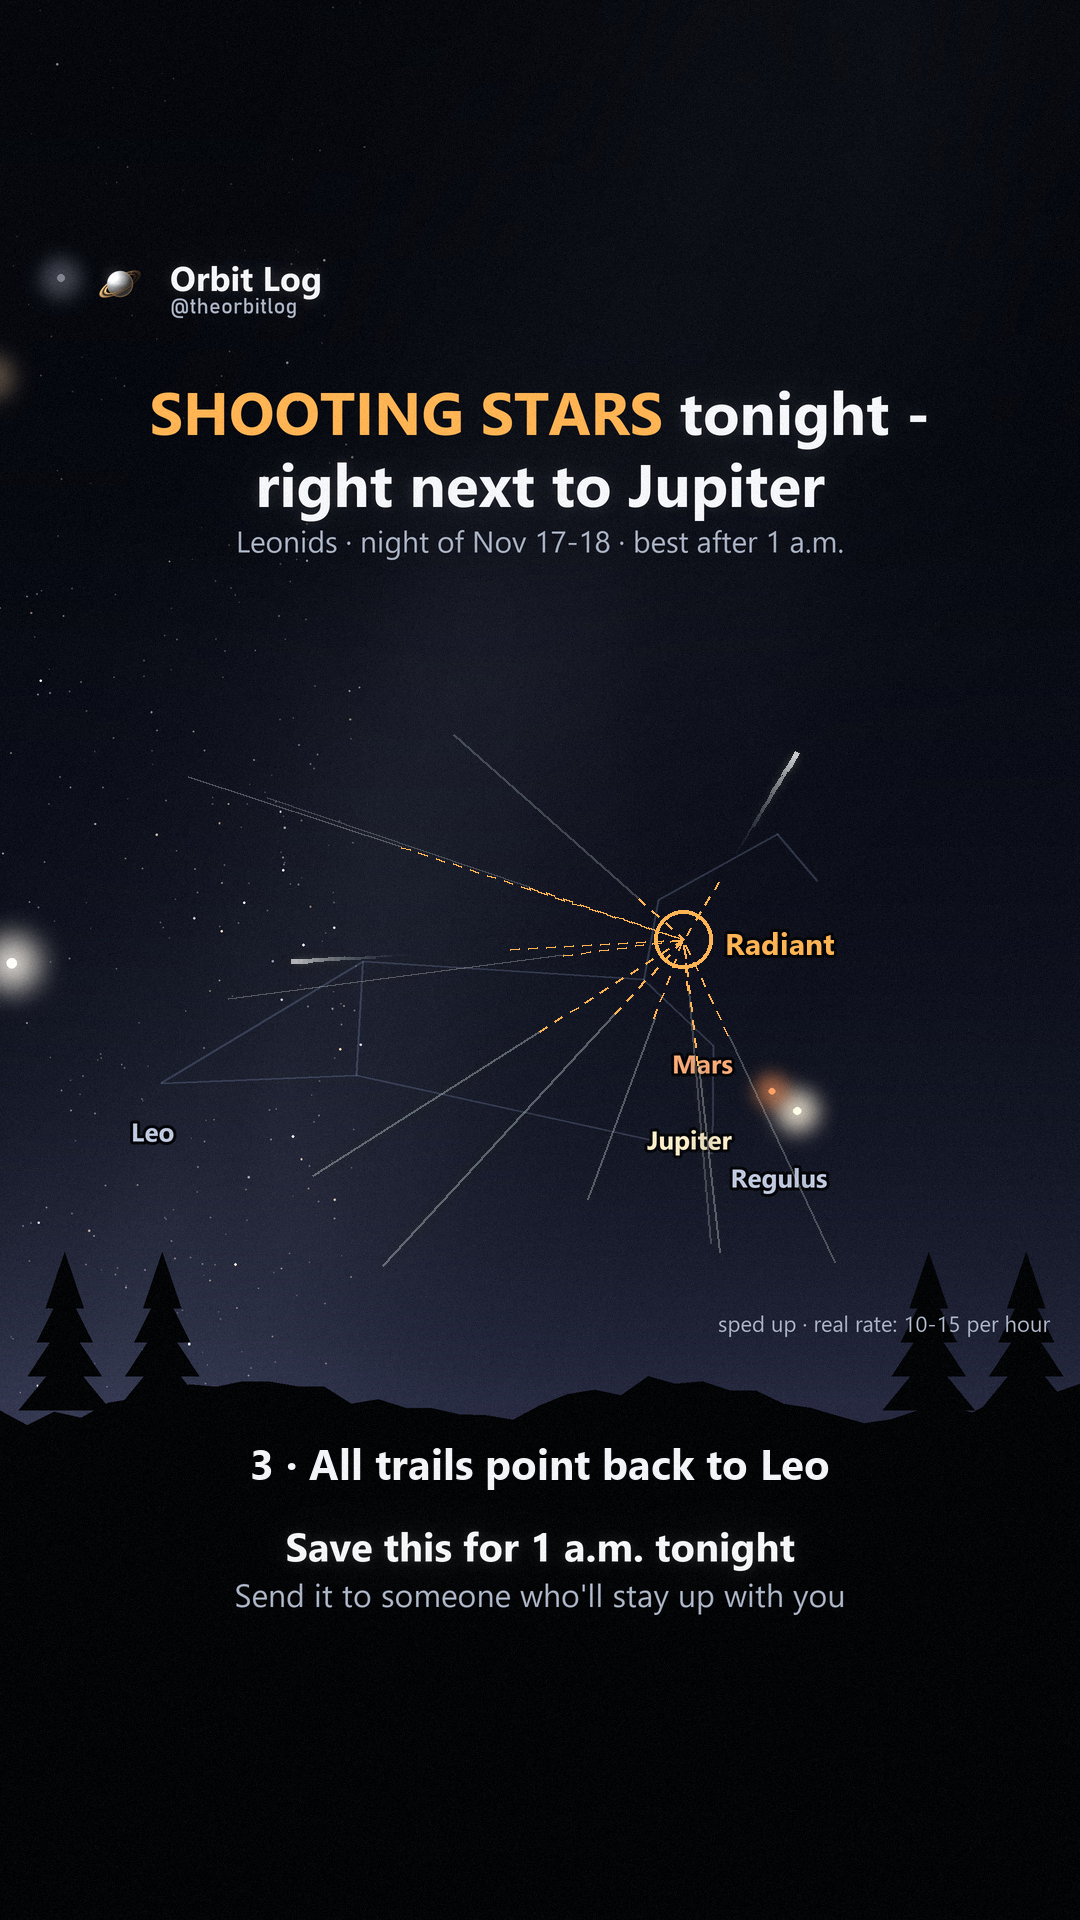 Orbit Log
@theorbitlog
SHOOTING STARS tonight -
right next to Jupiter
Leonids · night of Nov 17-18 · best after 1 a.m.
Radiant
Mars
Leo
Jupiter
Regulus
sped up · real rate: 10-15 per hour
3 · All trails point back to Leo
Save this for 1 a.m. tonight
Send it to someone who'll stay up with you